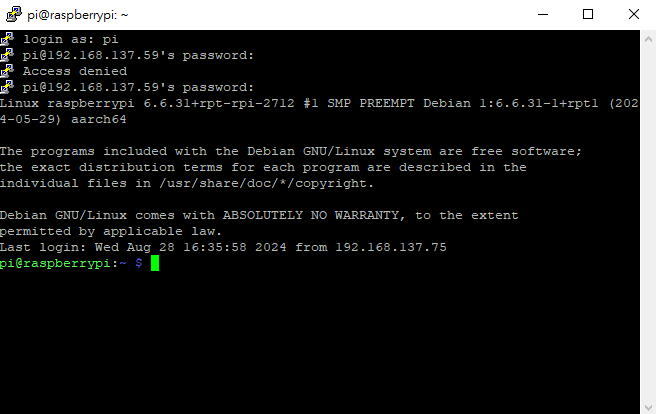 pi@raspberrypi: ~
login as: pi
pi@192.168.137.59's password:
Access denied
pi@192.168.137.59's password:
Linux raspberrypi 6.6.31+rpt-rpi-2712 #1 SMP PREEMPT Debian 1:6.6.31-1+rpt1 (202
4-05-29) aarch64
The programs included with the Debian GNU/Linux system are free software;
the exact distribution terms for each program are described in the
individual files in /usr/share/doc/*/copyright.
Debian GNU/Linux comes with ABSOLUTELY NO WARRANTY, to the extent
permitted by applicable law.
Last login: Wed Aug 28 16:35:58 2024 from 192.168.137.75
pi@raspberrypi:~ $